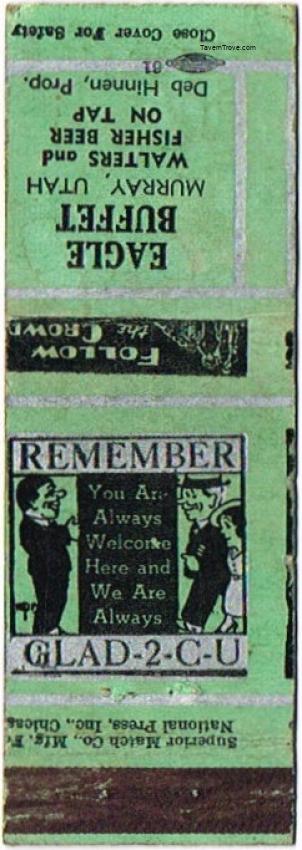 Close Cover For Safety
TavernTrove.com
61
EAGLE
BUFFET
MURRAY, UTAH
WALTERS and
FISHER BEER
ON TAP
Deb Hinnen, Prop.
FOLLOW
the CROWD
REMEMBER
You Are
Always
Welcome
Here and
We Are
Always
GLAD-2-C-U
Superior Match Co., Mfg. F
National Press, Inc., Chicag